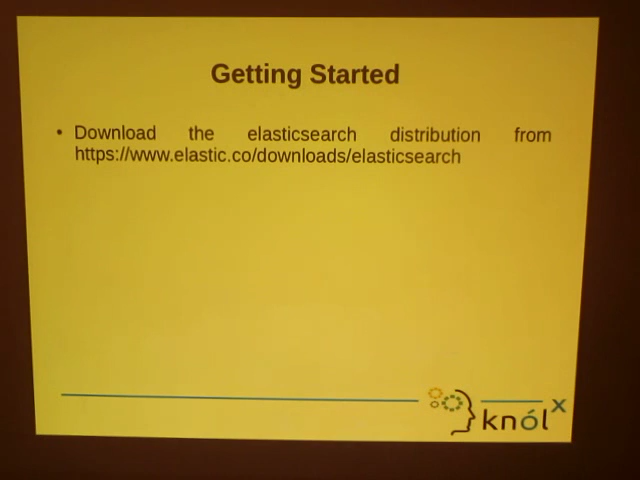 Getting Started
• Download the elasticsearch distribution from
https://www.elastic.co/downloads/elasticsearch
knólx